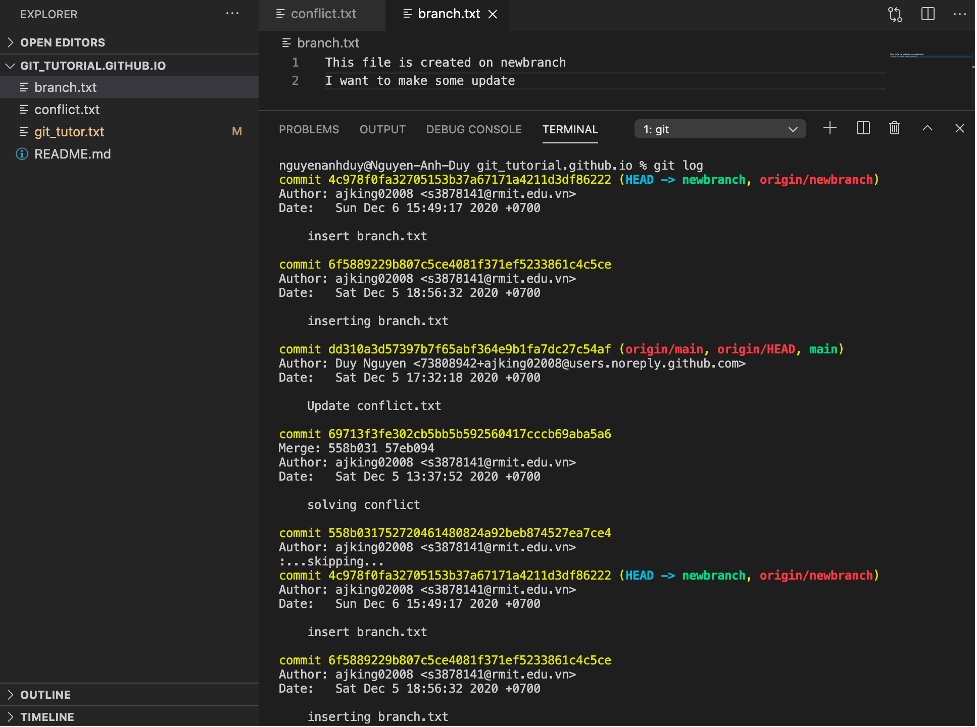 EXPLORER
OPEN EDITORS
GIT_TUTORIAL.GITHUB.IO
branch.txt
conflict.txt
git_tutor.txt M
README.md
OUTLINE
TIMELINE
conflict.txt branch.txt
branch.txt
1 This file is created on newbranch
2 I want to make some update
PROBLEMS OUTPUT DEBUG CONSOLE TERMINAL 1: git
nguyenanhduy@Nguyen-Anh-Duy git_tutorial.github.io % git log
commit 4c978f0fa32705153b37a67171a4211d3df86222 (HEAD -> newbranch, origin/newbranch)
Author: ajking02008 <s3878141@rmit.edu.vn>
Date: Sun Dec 6 15:49:17 2020 +0700
insert branch.txt
commit 6f5889229b807c5ce4081f371ef5233861c4c5ce
Author: ajking02008 <s3878141@rmit.edu.vn>
Date: Sat Dec 5 18:56:32 2020 +0700
inserting branch.txt
commit dd310a3d57397b7f65abf364e9b1fa7dc27c54af (origin/main, origin/HEAD, main)
Author: Duy Nguyen <73808942+ajking02008@users.noreply.github.com>
Date: Sat Dec 5 17:32:18 2020 +0700
Update conflict.txt
commit 69713f3fe302cb5bb5b592560417cccb69aba5a6
Merge: 558b031 57eb094
Author: ajking02008 <s3878141@rmit.edu.vn>
Date: Sat Dec 5 13:37:52 2020 +0700
solving conflict
commit 558b031752720461480824a92beb874527ea7ce4
Author: ajking02008 <s3878141@rmit.edu.vn>
:...skipping...
commit 4c978f0fa32705153b37a67171a4211d3df86222 (HEAD -> newbranch, origin/newbranch)
Author: ajking02008 <s3878141@rmit.edu.vn>
Date: Sun Dec 6 15:49:17 2020 +0700
insert branch.txt
commit 6f5889229b807c5ce4081f371ef5233861c4c5ce
Author: ajking02008 <s3878141@rmit.edu.vn>
Date: Sat Dec 5 18:56:32 2020 +0700
inserting branch.txt